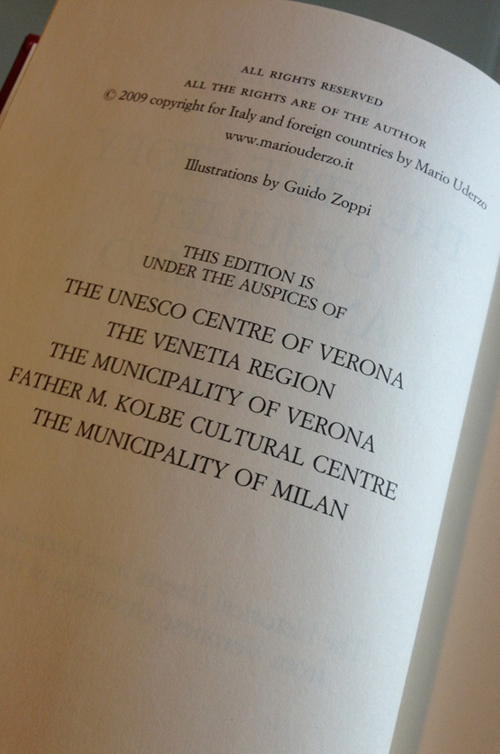 ALL RIGHTS RESERVED
ALL THE RIGHTS ARE OF THE AUTHOR
© 2009 copyright for Italy and foreign countries by Mario Uderzo
www.mariouderzo.it
Illustrations by Guido Zoppi
THIS EDITION IS
UNDER THE AUSPICES OF
THE UNESCO CENTRE OF VERONA
THE VENETIA REGION
THE MUNICIPALITY OF VERONA
FATHER M. KOLBE CULTURAL CENTRE
THE MUNICIPALITY OF MILAN